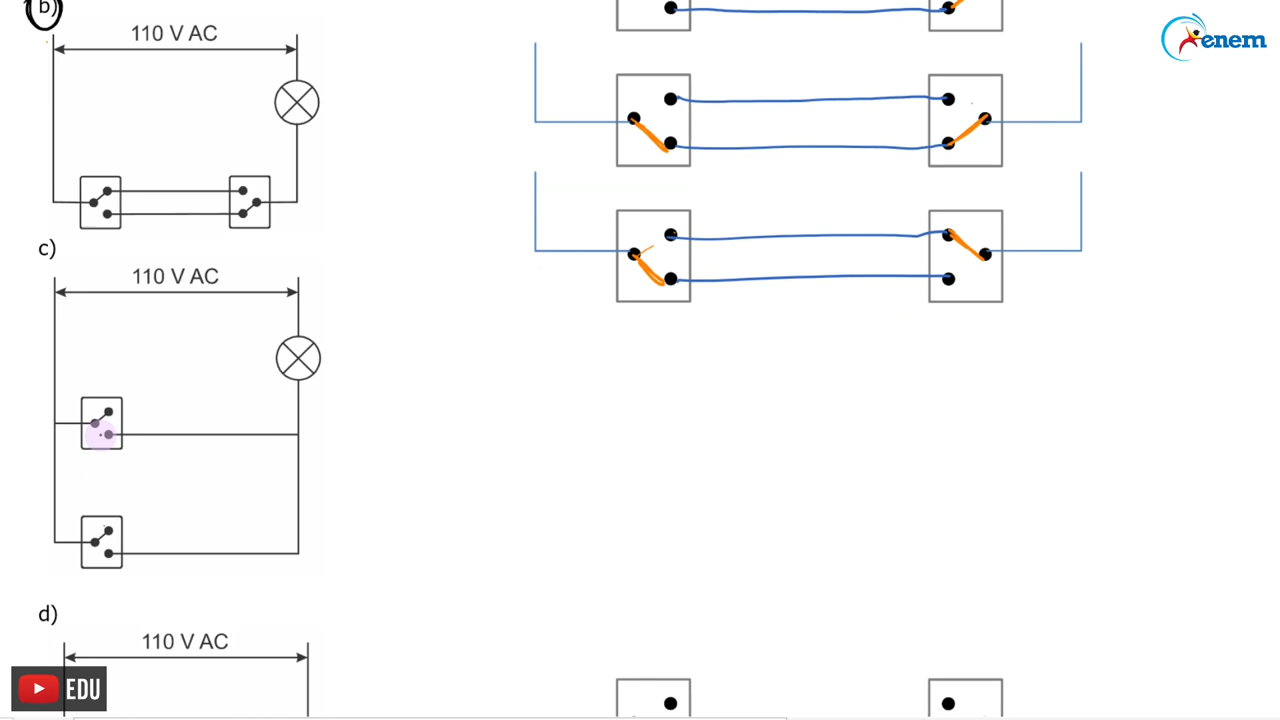 b)
110 V AC
enem
c)
110 V AC
d)
110 V AC
EDU